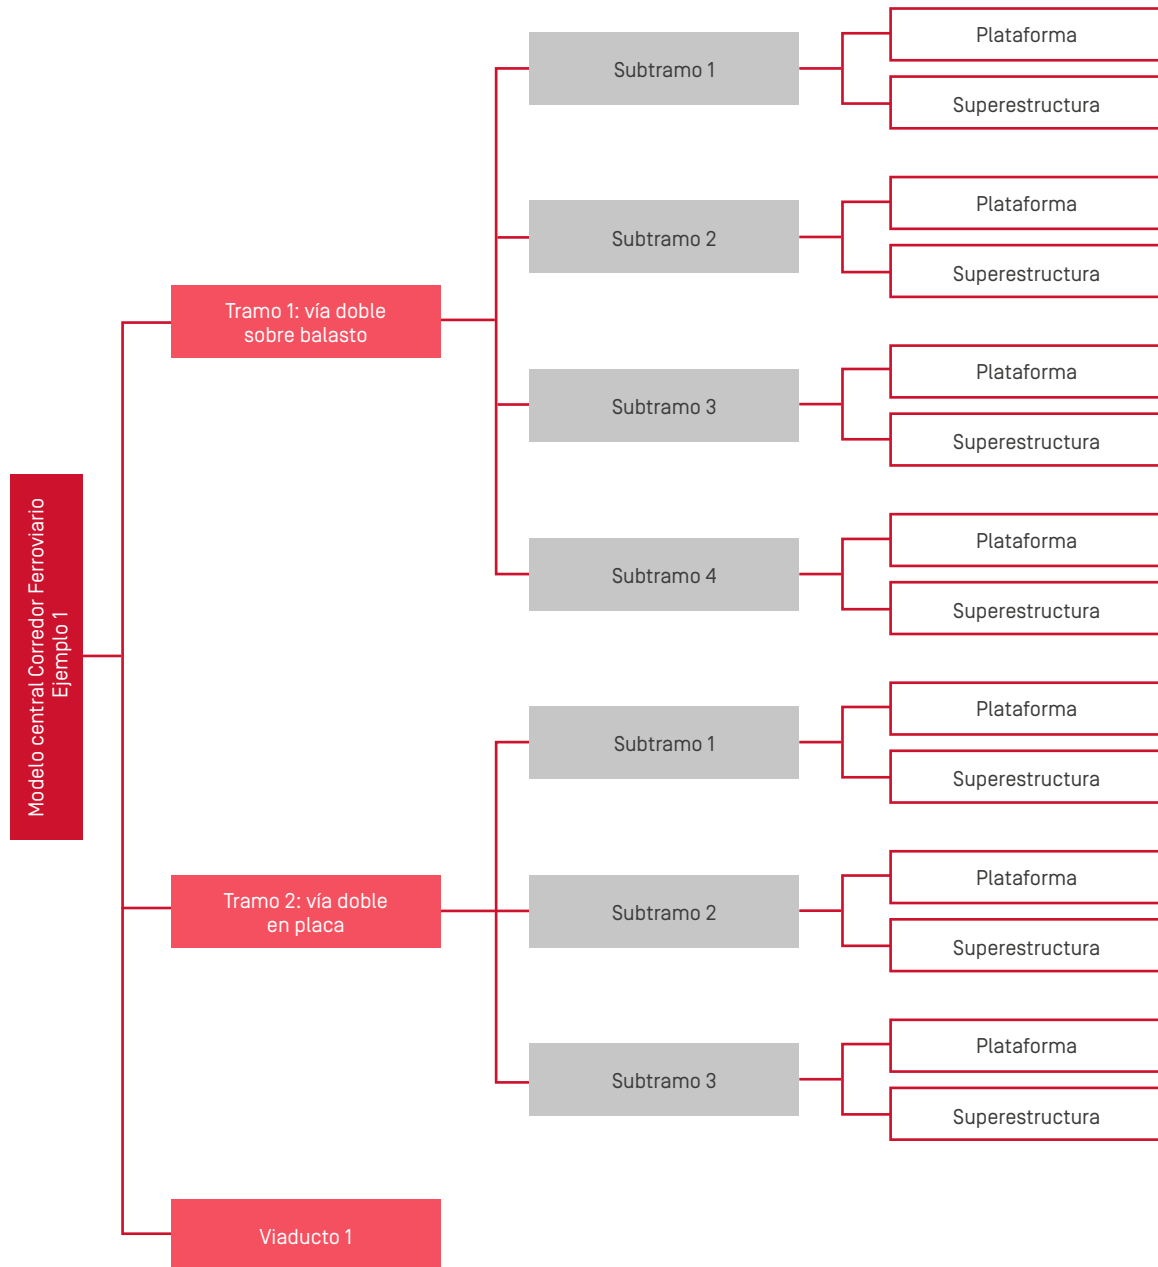 Modelo central Corredor Ferroviario
Ejemplo 1
Tramo 1: vía doble
sobre balasto
Subtramo 1
Plataforma
Superestructura
Subtramo 2
Plataforma
Superestructura
Subtramo 3
Plataforma
Superestructura
Subtramo 4
Plataforma
Superestructura
Tramo 2: vía doble
en placa
Subtramo 1
Plataforma
Superestructura
Subtramo 2
Plataforma
Superestructura
Subtramo 3
Plataforma
Superestructura
Viaducto 1